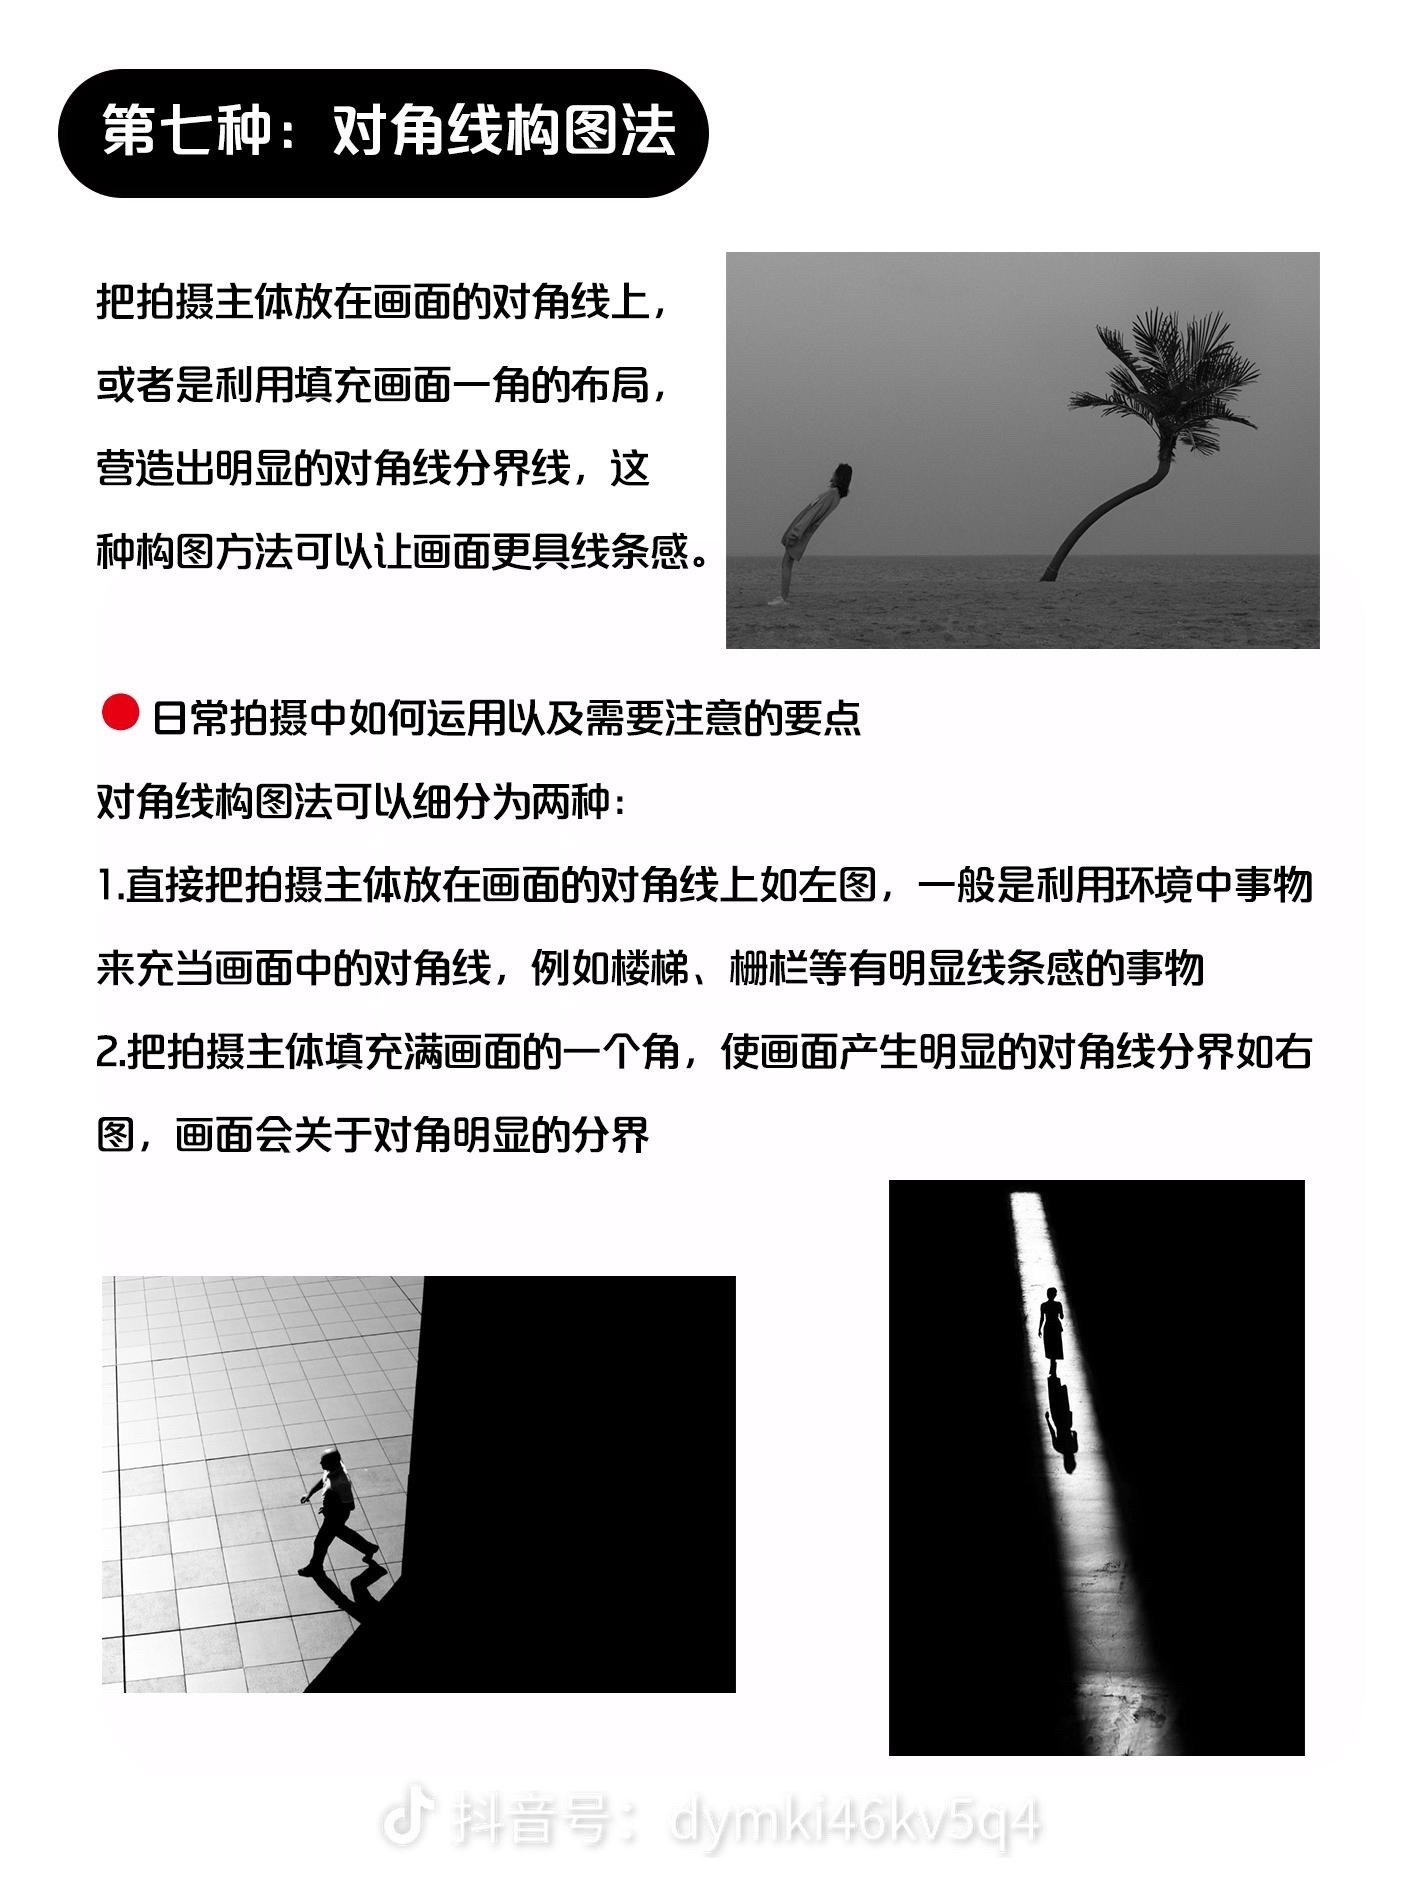 第七种：对角线构图法
把拍摄主体放在画面的对角线上，
或者是利用填充画面一角的布局，
营造出明显的对角线分界线，这
种构图方法可以让画面更具线条感。
日常拍摄中如何运用以及需要注意的要点
对角线构图法可以细分为两种：
1.直接把拍摄主体放在画面的对角线上如左图，一般是利用环境中事物
来充当画面中的对角线，例如楼梯、栅栏等有明显线条感的事物
2.把拍摄主体填充满画面的一个角，使画面产生明显的对角线分界如右
图，画面会关于对角明显的分界
抖音号：dymki46kv5q4